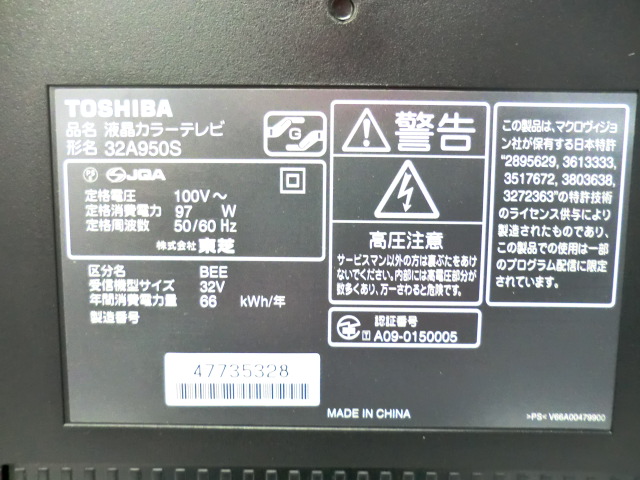 TOSHIBA
品名 液晶カラーテレビ
形名 32A950S
G
PS E JQA
定格電圧 100V～
定格消費電力 97 W
定格周波数 50/60 Hz
株式会社 東芝
区分名 BEE
受信機型サイズ 32V
年間消費電力量 66 kWh/年
製造番号
47735328
警告
高圧注意
サービスマン以外の方は裏ぶたをあけ
ないでください。内部には高電圧部分が
数多くあり、万一さわると危険です。
認証番号
T A09-0150005
MADE IN CHINA
この製品は、マクロヴィジョ
ン社が保有する日本特許
"2895629, 3613333,
3517672, 3803638,
3272363"の特許技術
のライセンス供与により
製造されたものであり、
この製品での使用は一部
のプログラム配信に限定
されています。
>PS< V66A00479900